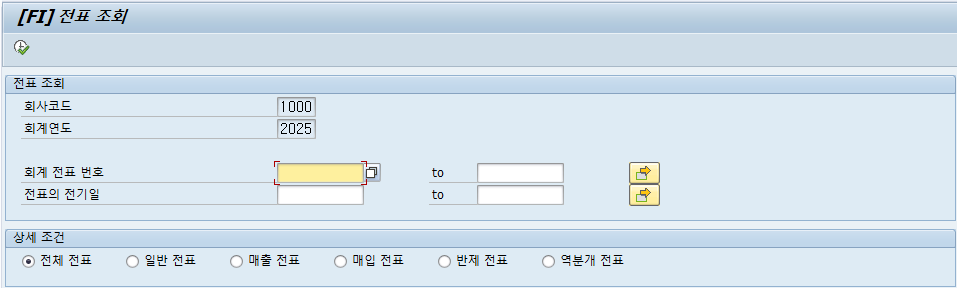 [FI] 전표 조회
전표 조회
회사코드 1000
회계연도 2025
회계 전표 번호 to
전표의 전기일 to
상세 조건
전체 전표 일반 전표 매출 전표 매입 전표 반제 전표 역분개 전표